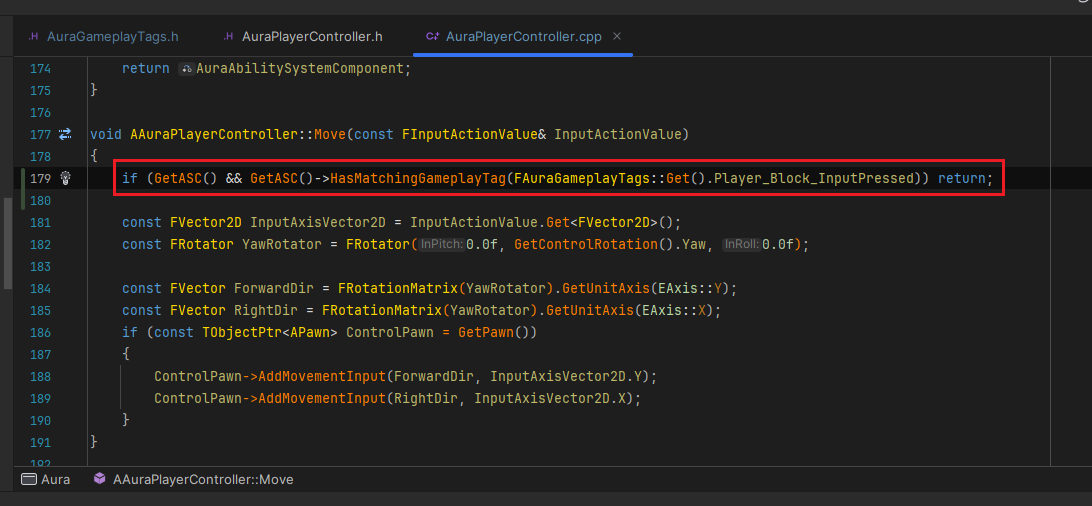 AuraGameplayTags.h AuraPlayerController.h AuraPlayerController.cpp
174 return AuraAbilitySystemComponent;
175 }
176
177 void AAuraPlayerController::Move(const FInputActionValue& InputActionValue)
178 {
179 if (GetASC() && GetASC()->HasMatchingGameplayTag(FAuraGameplayTags::Get().Player_Block_InputPressed)) return;
180
181 const FVector2D InputAxisVector2D = InputActionValue.Get<FVector2D>();
182 const FRotator YawRotator = FRotator(InPitch: 0.0f, GetControlRotation().Yaw, InRoll: 0.0f);
183
184 const FVector ForwardDir = FRotationMatrix(YawRotator).GetUnitAxis(EAxis::Y);
185 const FVector RightDir = FRotationMatrix(YawRotator).GetUnitAxis(EAxis::X);
186 if (const TObjectPtr<APawn> ControlPawn = GetPawn())
187 {
188 ControlPawn->AddMovementInput(ForwardDir, InputAxisVector2D.Y);
189 ControlPawn->AddMovementInput(RightDir, InputAxisVector2D.X);
190 }
191 }
192
Aura AAuraPlayerController::Move